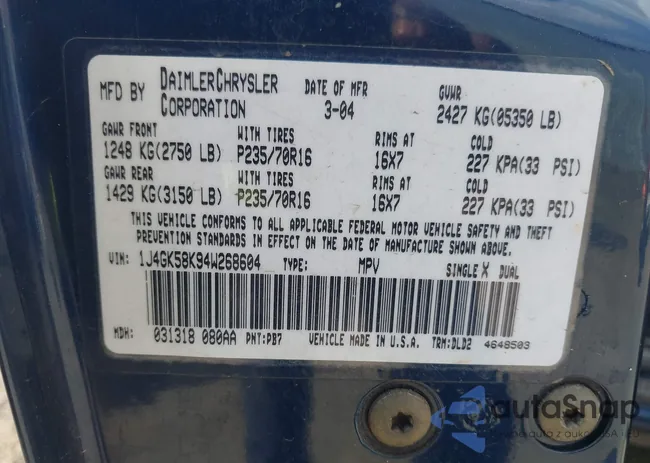 MFD BY DAIMLERCHRYSLER CORPORATION DATE OF MFR 3-04 GVWR 2427 KG(05350 LB)
GAWR FRONT WITH TIRES RIMS AT COLD
1248 KG(2750 LB) P235/70R16 16X7 227 KPA(33 PSI)
GAWR REAR WITH TIRES RIMS AT COLD
1429 KG(3150 LB) P235/70R16 16X7 227 KPA(33 PSI)
THIS VEHICLE CONFORMS TO ALL APPLICABLE FEDERAL MOTOR VEHICLE SAFETY AND THEFT
PREVENTION STANDARDS IN EFFECT ON THE DATE OF MANUFACTURE SHOWN ABOVE.
VIN: 1J4GK58K94W268604 TYPE: MPV SINGLE X DUAL
MDH: 031318 080AA PNT:PB7 VEHICLE MADE IN U.S.A. TRM:DLD2 4648503
autoSnap